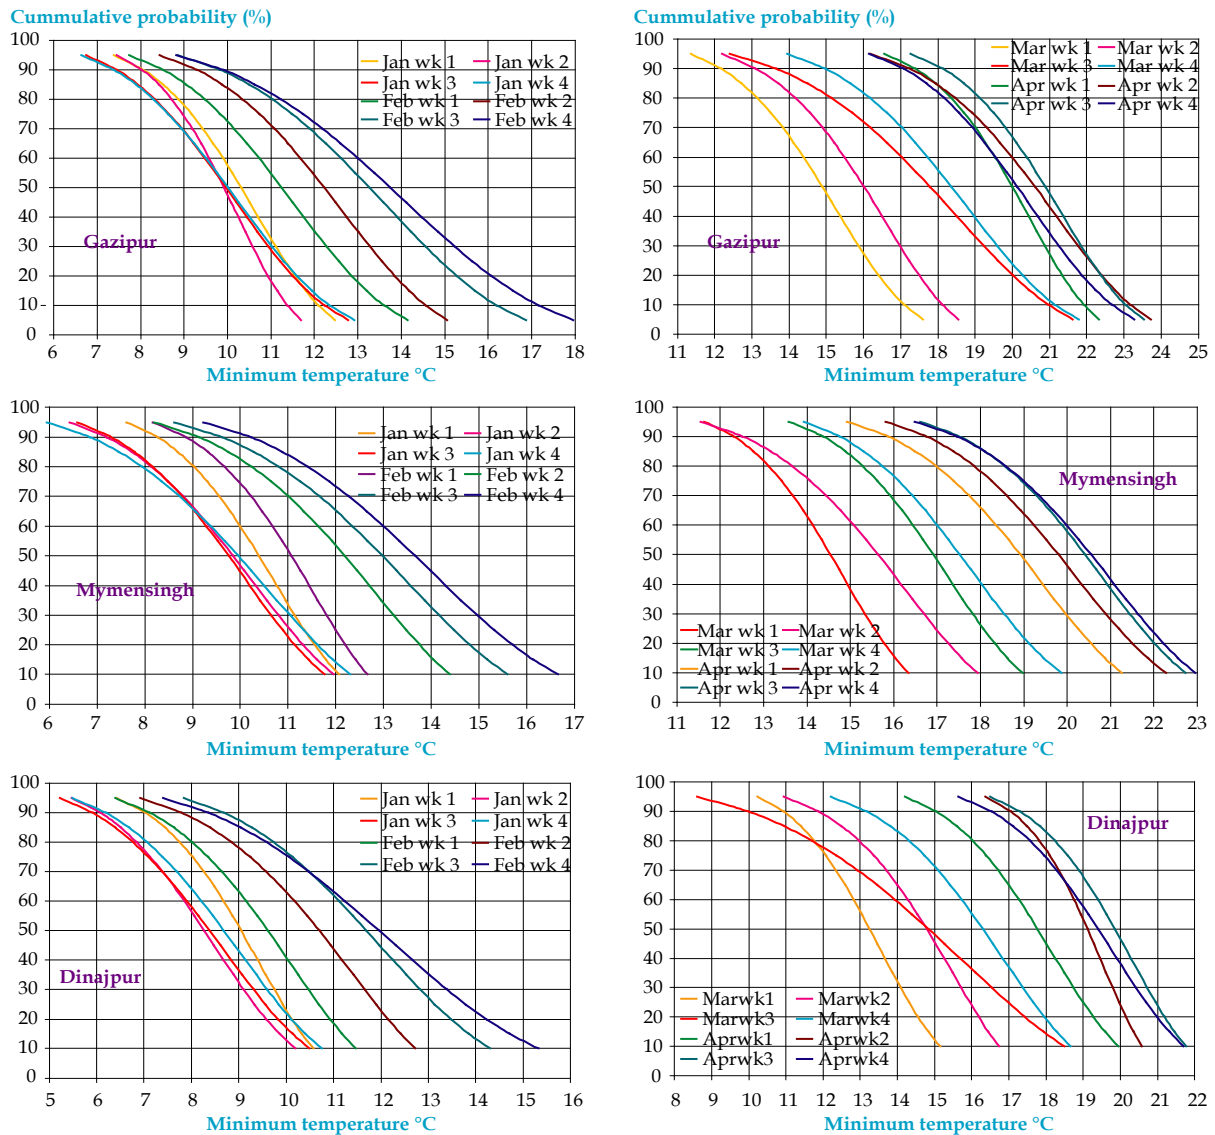 Cummulative probability (%)
100
90
80
70
60
50
40
30
20
10
0
Jan wk 1 Jan wk 2
Jan wk 3 Jan wk 4
Feb wk 1 Feb wk 2
Feb wk 3 Feb wk 4
Gazipur
6 7 8 9 10 11 12 13 14 15 16 17 18
Minimum temperature °C
Cummulative probability (%)
100
90
80
70
60
50
40
30
20
10
0
Mar wk 1 Mar wk 2
Mar wk 3 Mar wk 4
Apr wk 1 Apr wk 2
Apr wk 3 Apr wk 4
Gazipur
11 12 13 14 15 16 17 18 19 20 21 22 23 24 25
Minimum temperature °C
100
90
80
70
60
50
40
30
20
10
0
Jan wk 1 Jan wk 2
Jan wk 3 Jan wk 4
Feb wk 1 Feb wk 2
Feb wk 3 Feb wk 4
Mymensingh
6 7 8 9 10 11 12 13 14 15 16 17
Minimum temperature °C
100
90
80
70
60
50
40
30
20
10
0
Mymensingh
Mar wk 1 Mar wk 2
Mar wk 3 Mar wk 4
Apr wk 1 Apr wk 2
Apr wk 3 Apr wk 4
11 12 13 14 15 16 17 18 19 20 21 22 23
Minimum temperature °C
100
90
80
70
60
50
40
30
20
10
0
Jan wk 1 Jan wk 2
Jan wk 3 Jan wk 4
Feb wk 1 Feb wk 2
Feb wk 3 Feb wk 4
Dinajpur
5 6 7 8 9 10 11 12 13 14 15 16
Minimum temperature °C
100
90
80
70
60
50
40
30
20
10
0
Dinajpur
Marwk1 Marwk2
Marwk3 Marwk4
Aprwk1 Aprwk2
Aprwk3 Aprwk4
8 9 10 11 12 13 14 15 16 17 18 19 20 21 22
Minimum temperature °C